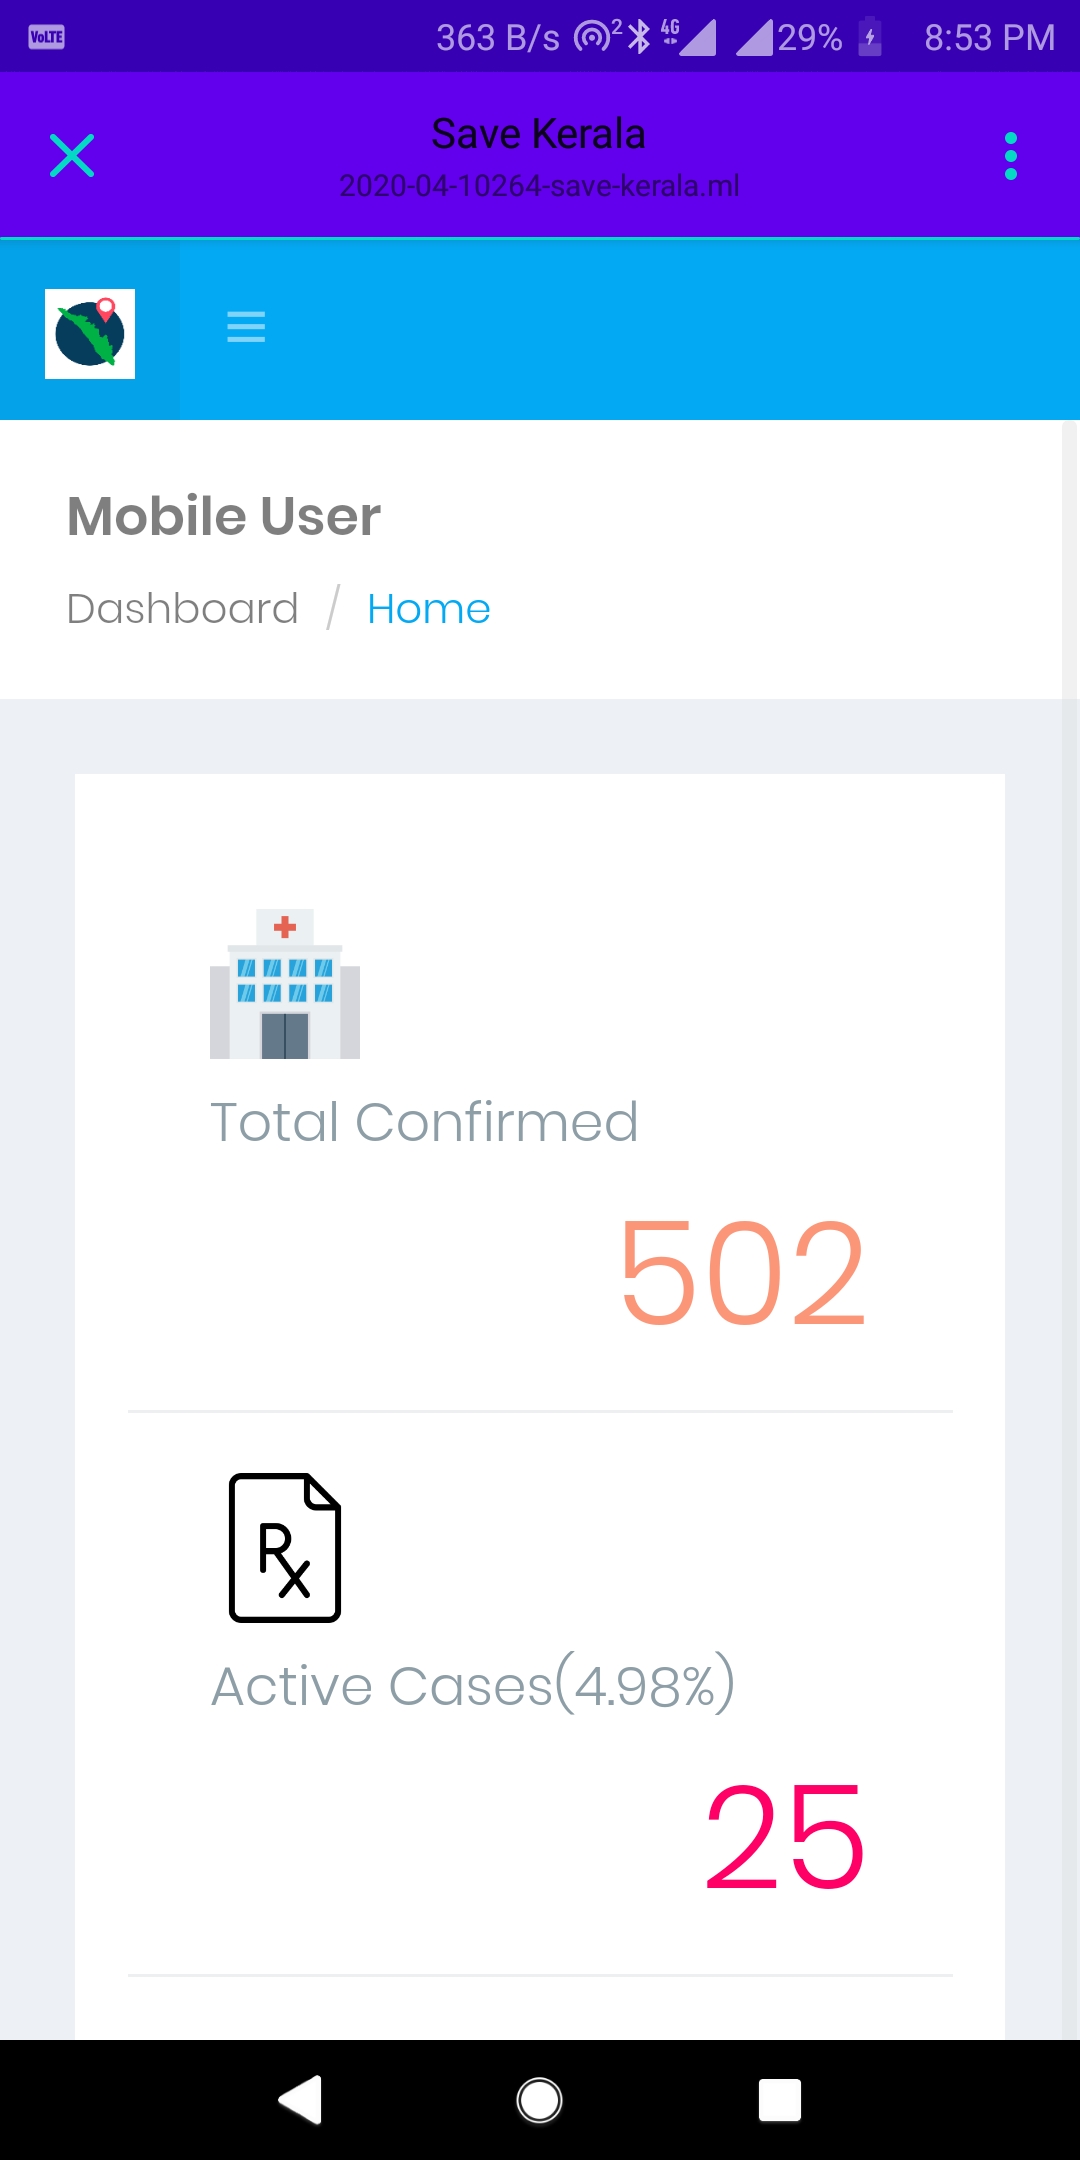 VoLTE 363 B/s 2 4G 29% 8:53 PM
Save Kerala
2020-04-10264-save-kerala.ml
Mobile User
Dashboard / Home
Total Confirmed
502
Rx
Active Cases(4.98%)
25